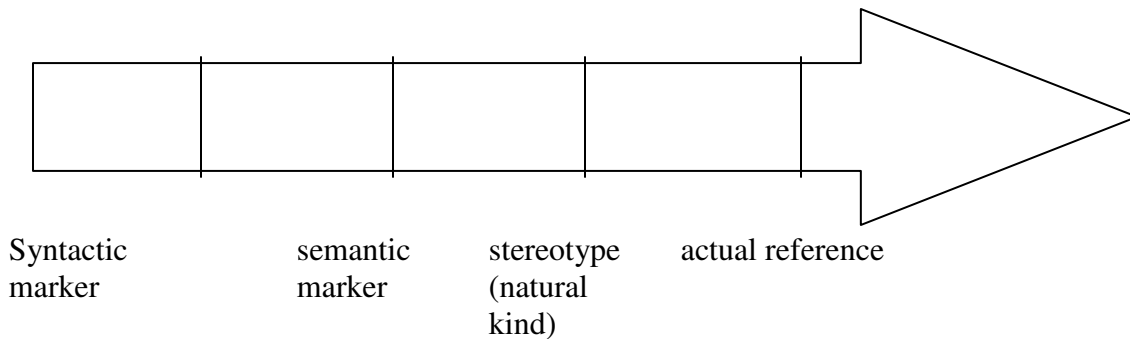 Syntactic marker
semantic marker
stereotype (natural kind)
actual reference